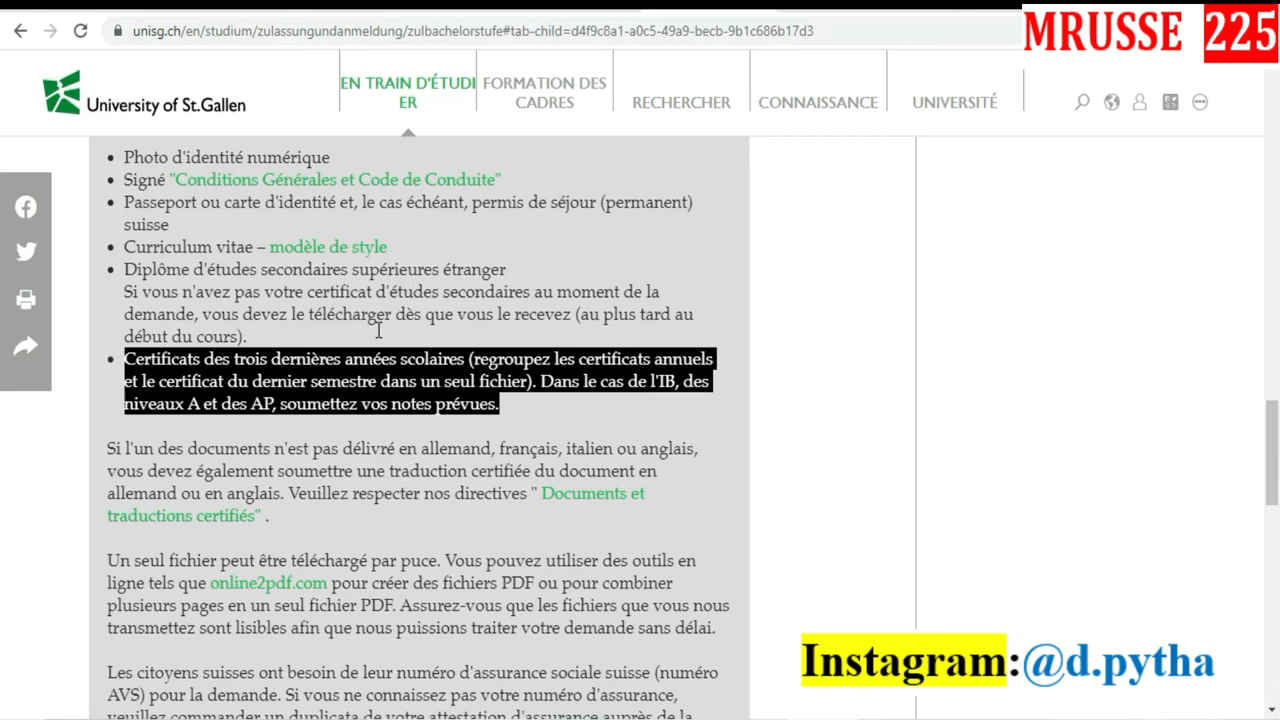 unisg.ch/en/studium/zulassungundanmeldung/zulbachelorstufe#tab-child=d4f9c8a1-a0c5-49a9-becb-9b1c686b17d3
MRUSSE 225
University of St.Gallen
EN TRAIN D'ÉTUDI
ER
FORMATION DES
CADRES
RECHERCHER
CONNAISSANCE
UNIVERSITÉ
• Photo d'identité numérique
• Signé "Conditions Générales et Code de Conduite"
• Passeport ou carte d'identité et, le cas échéant, permis de séjour (permanent)
suisse
• Curriculum vitae – modèle de style
• Diplôme d'études secondaires supérieures étranger
Si vous n'avez pas votre certificat d'études secondaires au moment de la
demande, vous devez le télécharger dès que vous le recevez (au plus tard au
début du cours).
• Certificats des trois dernières années scolaires (regroupez les certificats annuels
et le certificat du dernier semestre dans un seul fichier). Dans le cas de l'IB, des
niveaux A et des AP, soumettez vos notes prévues.
Si l'un des documents n'est pas délivré en allemand, français, italien ou anglais,
vous devez également soumettre une traduction certifiée du document en
allemand ou en anglais. Veuillez respecter nos directives " Documents et
traductions certifiés" .
Un seul fichier peut être téléchargé par puce. Vous pouvez utiliser des outils en
ligne tels que online2pdf.com pour créer des fichiers PDF ou pour combiner
plusieurs pages en un seul fichier PDF. Assurez-vous que les fichiers que vous nous
transmettez sont lisibles afin que nous puissions traiter votre demande sans délai.
Les citoyens suisses ont besoin de leur numéro d'assurance sociale suisse (numéro
AVS) pour la demande. Si vous ne connaissez pas votre numéro d'assurance,
veuillez commander un duplicata de votre attestation d'assurance auprès de la
Instagram:@d.pytha